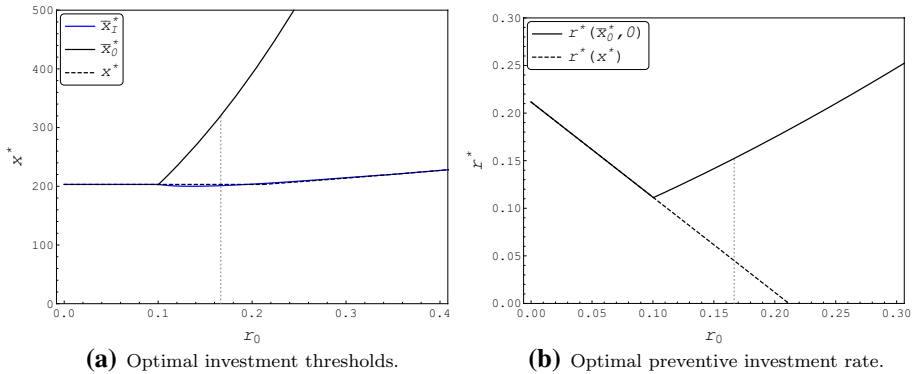 500
400
300
200
100
0
x*
x̄*_I
x̄*_0
x*
0.0 0.1 0.2 0.3 0.4
r_0
(a) Optimal investment thresholds.
0.30
0.25
0.20
0.15
0.10
0.05
0.00
r*
r*(x̄*_0,0)
r*(x*)
0.00 0.05 0.10 0.15 0.20 0.25 0.30
r_0
(b) Optimal preventive investment rate.